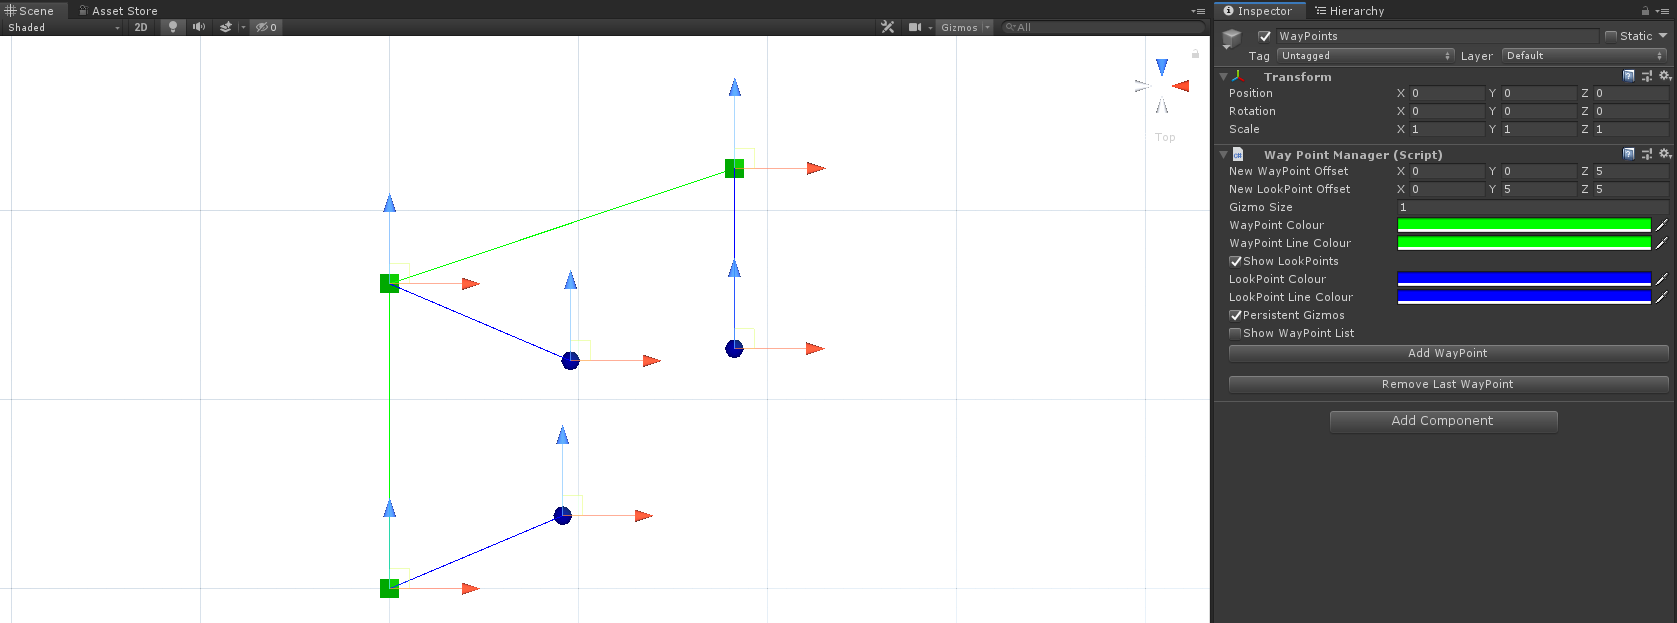 Scene Asset Store
Shaded 2D 0 Gizmos All
Top
Inspector Hierarchy
WayPoints Static
Tag Untagged Layer Default
Transform
Position X 0 Y 0 Z 0
Rotation X 0 Y 0 Z 0
Scale X 1 Y 1 Z 1
Way Point Manager (Script)
New WayPoint Offset X 0 Y 0 Z 5
New LookPoint Offset X 0 Y 5 Z 5
Gizmo Size 1
WayPoint Colour
WayPoint Line Colour
Show LookPoints
LookPoint Colour
LookPoint Line Colour
Persistent Gizmos
Show WayPoint List
Add WayPoint
Remove Last WayPoint
Add Component